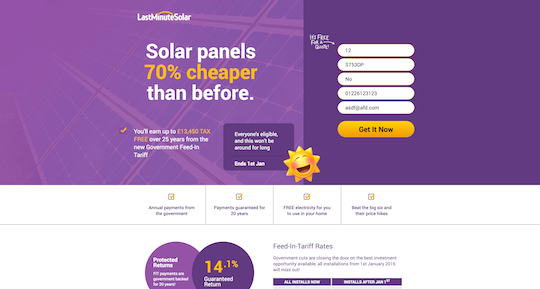 LastMinuteSolar
Solar panels
70% cheaper
than before.
IT'S FREE
FOR A
QUOTE!
12
S753DP
No
01226123123
asdf@afd.com
Get It Now
You'll earn up to £13,450 TAX
FREE over 25 years from the
new Government Feed-In
Tariff
Everyone's eligible,
and this won't be
around for long
Ends 1st Jan
Annual payments from
the government
Payments guaranteed for
20 years
FREE electricity for you
to use in your home
Beat the big six and
their price hikes
Protected
Returns
FIT payments are
government backed
for 20 years!
14.1%
Guaranteed
Return
Feed-In-Tariff Rates
Government cuts are closing the door on the best investment
opportunity available, all installations from 1st January 2016
will miss out!
ALL INSTALLS NOW
INSTALLS AFTER JAN 1ST